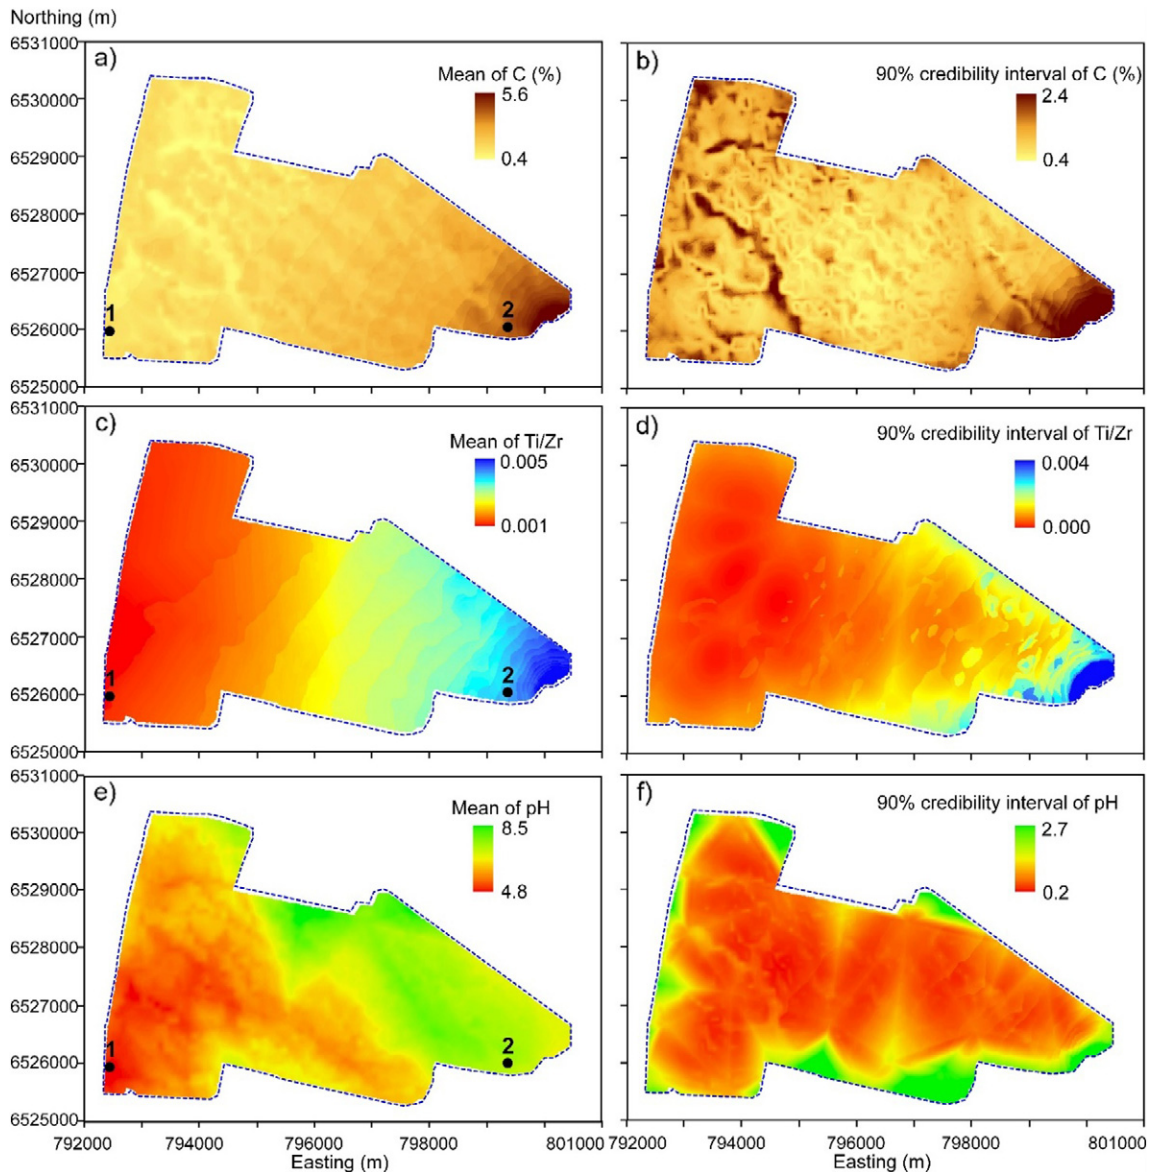 Northing (m)
6531000
6530000
6529000
6528000
6527000
6526000
6525000
a)
Mean of C (%)
5.6
0.4
1
2
b)
90% credibility interval of C (%)
2.4
0.4
6531000
6530000
6529000
6528000
6527000
6526000
6525000
c)
Mean of Ti/Zr
0.005
0.001
1
2
d)
90% credibility interval of Ti/Zr
0.004
0.000
6531000
6530000
6529000
6528000
6527000
6526000
6525000
e)
Mean of pH
8.5
4.8
1
2
f)
90% credibility interval of pH
2.7
0.2
792000 794000 796000 798000 801000
Easting (m)
792000 794000 796000 798000 801000
Easting (m)